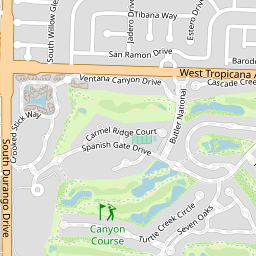 Tibana Way
Jadero Drive
Estero Drive
South Willow Gle
San Ramon Drive
Barode
West Tropicana A
Ventana Canyon Drive
Cascade Cree
Crooked Stick Way
Carmel Ridge Court
Butler National
Spanish Gate Drive
South Durango Drive
Canyon
Course
Turtle Creek Circle
Seven Oaks